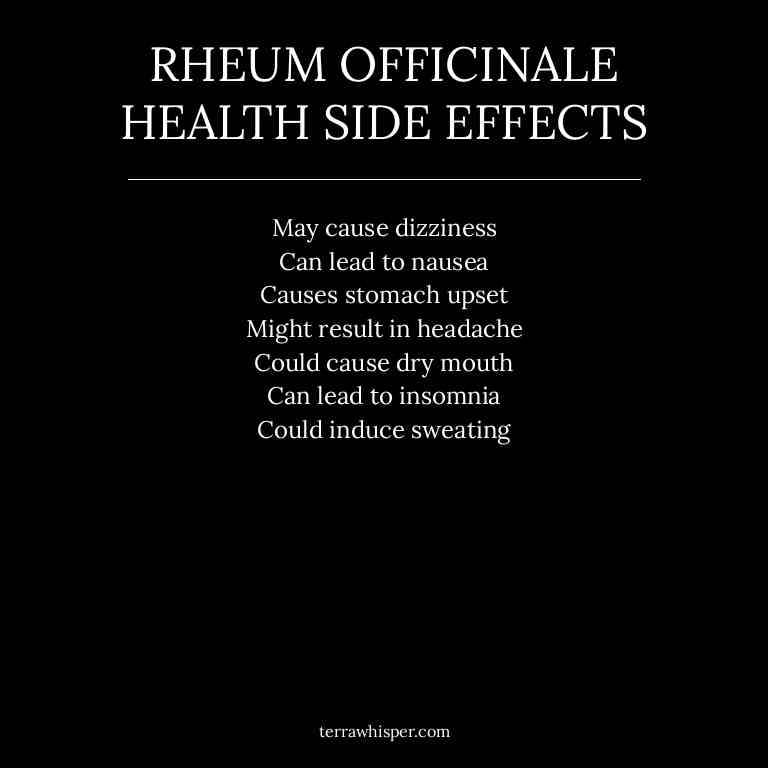 RHEUM OFFICINALE
HEALTH SIDE EFFECTS
May cause dizziness
Can lead to nausea
Causes stomach upset
Might result in headache
Could cause dry mouth
Can lead to insomnia
Could induce sweating
terrawhisper.com